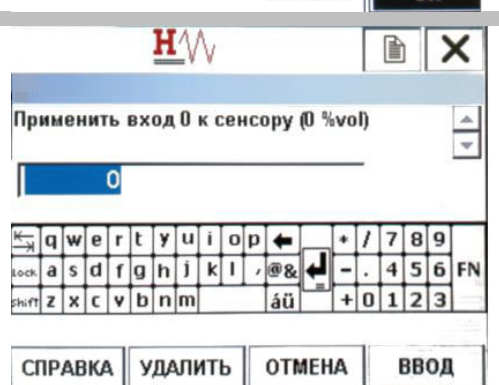 H
Применить вход 0 к сенсору (0 %vol)
0
q w e r t y u i o p * / 7 8 9
Lock a s d f g h j k l , @& - . 4 5 6 FN
shift z x c v b n m áü + 0 1 2 3
СПРАВКА УДАЛИТЬ ОТМЕНА ВВОД